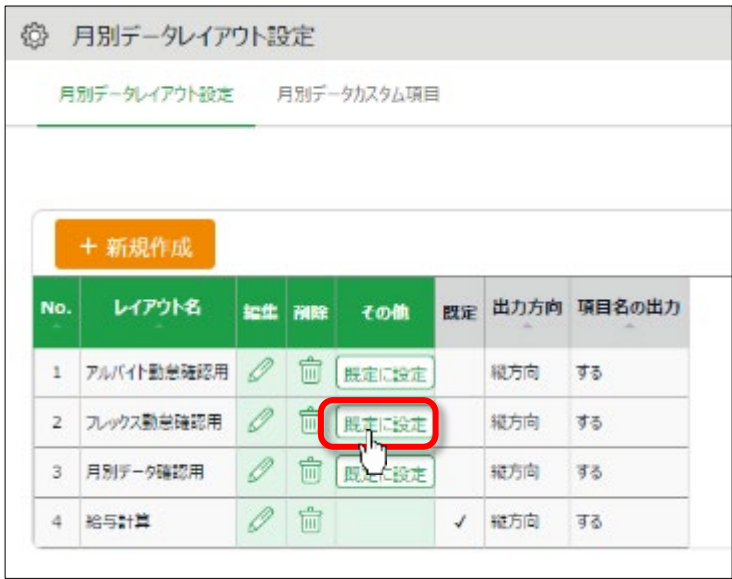 月別データレイアウト設定
月別データレイアウト設定 月別データカスタム項目
+ 新規作成
No. レイアウト名 編集 削除 その他 既定 出力方向 項目名の出力
1 アルバイト勤怠確認用 既定に設定 縦方向 する
2 フレックス勤怠確認用 既定に設定 縦方向 する
3 月別データ確認用 既定に設定 縦方向 する
4 給与計算 ✓ 縦方向 する